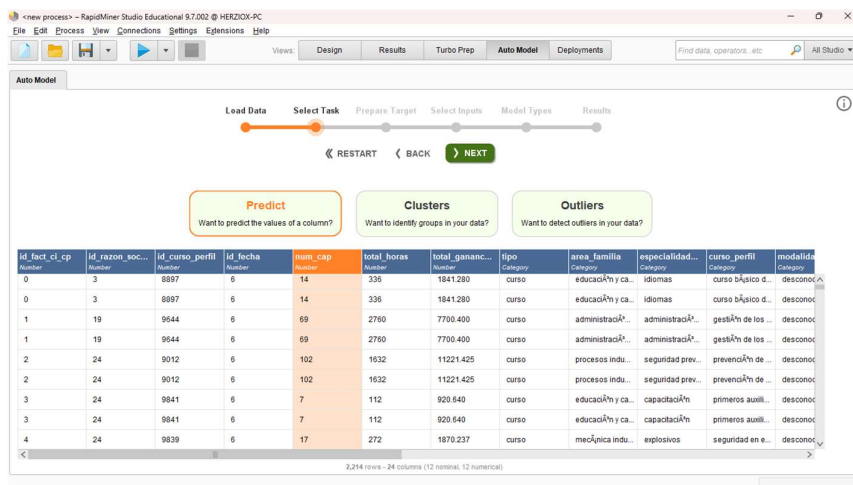 <new process> – RapidMiner Studio Educational 9.7.002 @ HERZIOX-PC
File Edit Process View Connections Settings Extensions Help
Views: Design Results Turbo Prep Auto Model Deployments Find data, operators...etc All Studio
Auto Model
Load Data Select Task Prepare Target Select Inputs Model Types Results
RESTART BACK NEXT
Predict Clusters Outliers
Want to predict the values of a column? Want to identify groups in your data? Want to detect outliers in your data?
id_fact_ci_cp id_razon_soc... id_curso_perfil id_fecha num_cap total_horas total_gananc... tipo area_familia especialidad... curso_perfil modalida
Number Number Number Number Number Number Number Category Category Category Category Category
0 3 8897 6 14 336 1841.280 curso educaciÃ³n y ca... idiomas curso bÃ¡sico d... desconoc
0 3 8897 6 14 336 1841.280 curso educaciÃ³n y ca... idiomas curso bÃ¡sico d... desconoc
1 19 9644 6 69 2760 7700.400 curso administraciÃ³... administraciÃ³... gestiÃ³n de los ... desconoc
1 19 9644 6 69 2760 7700.400 curso administraciÃ³... administraciÃ³... gestiÃ³n de los ... desconoc
2 24 9012 6 102 1632 11221.425 curso procesos indu... seguridad prev... prevenciÃ³n de ... desconoc
2 24 9012 6 102 1632 11221.425 curso procesos indu... seguridad prev... prevenciÃ³n de ... desconoc
3 24 9841 6 7 112 920.640 curso educaciÃ³n y ca... capacitaciÃ³n primeros auxili... desconoc
3 24 9841 6 7 112 920.640 curso educaciÃ³n y ca... capacitaciÃ³n primeros auxili... desconoc
4 24 9839 6 17 272 1870.237 curso mecÃ¡nica indu... explosivos seguridad en e... desconoc
2,214 rows - 24 columns (12 nominal, 12 numerical)